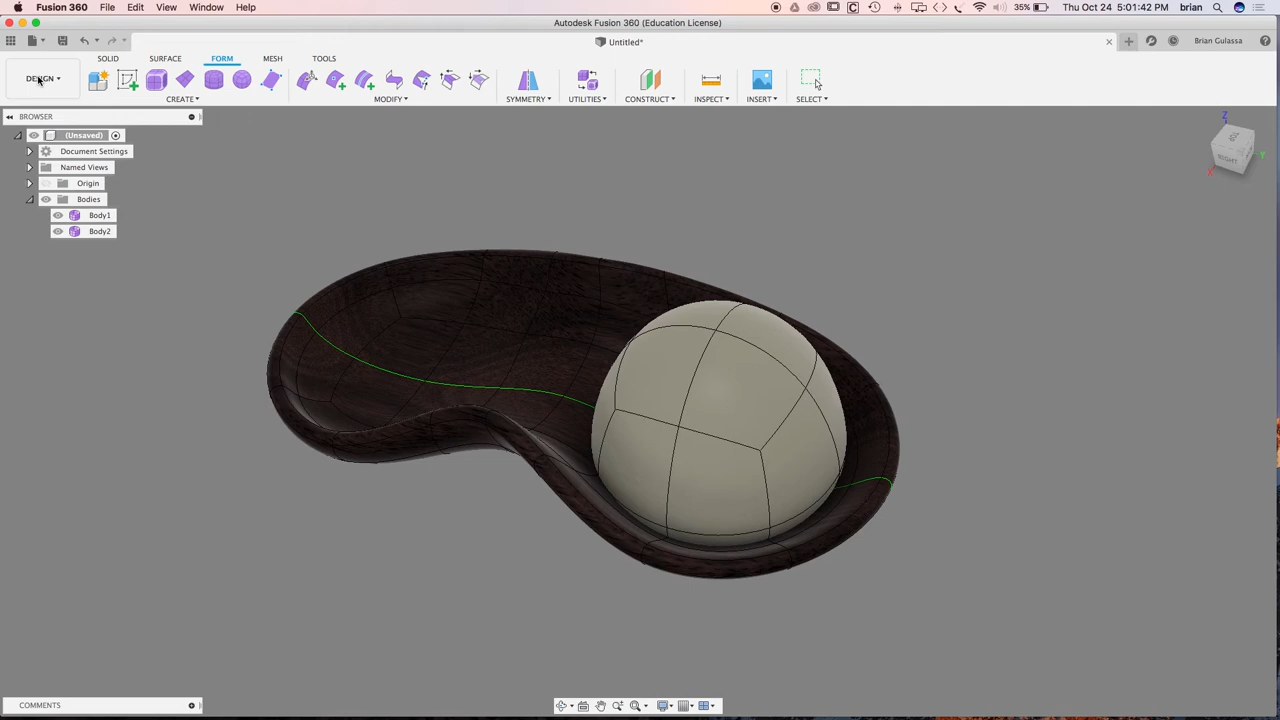 Fusion 360 File Edit View Window Help 35% Thu Oct 24 5:01:42 PM brian
Autodesk Fusion 360 (Education License)
Untitled* Brian Gulassa
SOLID SURFACE FORM MESH TOOLS
DESIGN
CREATE MODIFY SYMMETRY UTILITIES CONSTRUCT INSPECT INSERT SELECT
BROWSER
(Unsaved)
Document Settings
Named Views
Origin
Bodies
Body1
Body2
Z
Y
X
RIGHT
COMMENTS